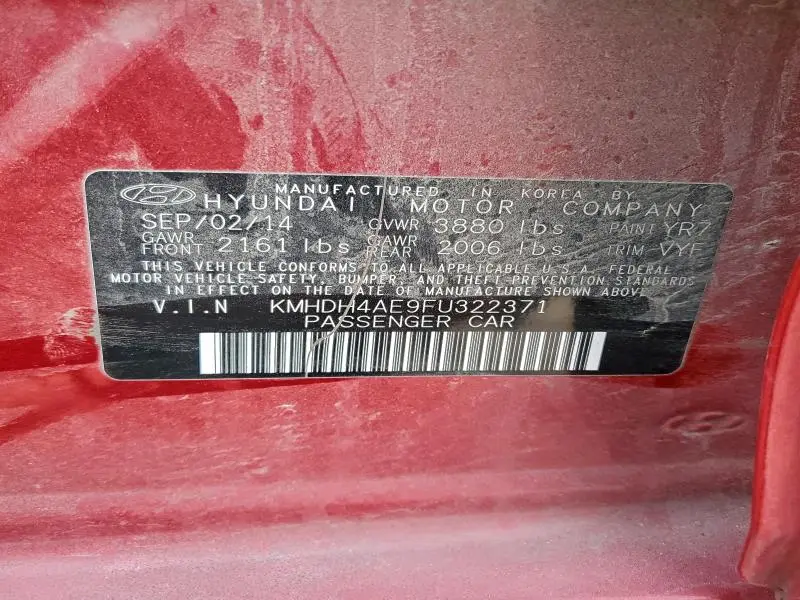 MANUFACTURED IN KOREA BY
HYUNDAI MOTOR COMPANY
SEP/02/14 GVWR 3880 lbs PAINT YR7
GAWR FRONT 2161 lbs GAWR REAR 2006 lbs TRIM VYF
THIS VEHICLE CONFORMS TO ALL APPLICABLE U.S.A. FEDERAL
MOTOR VEHICLE SAFETY, BUMPER, AND THEFT-PREVENTION STANDARDS
IN EFFECT ON THE DATE OF MANUFACTURE SHOWN ABOVE.
V.I.N KMHDH4AE9FU322371
PASSENGER CAR